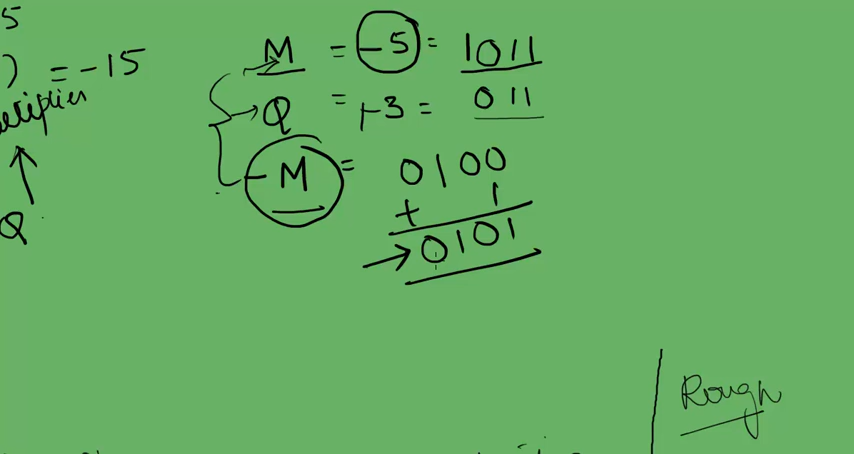 5
) = -15
M = -5 = 1011
Q = +3 = 011
-M = 0100
+ 1
→ 0101
Q
Rough